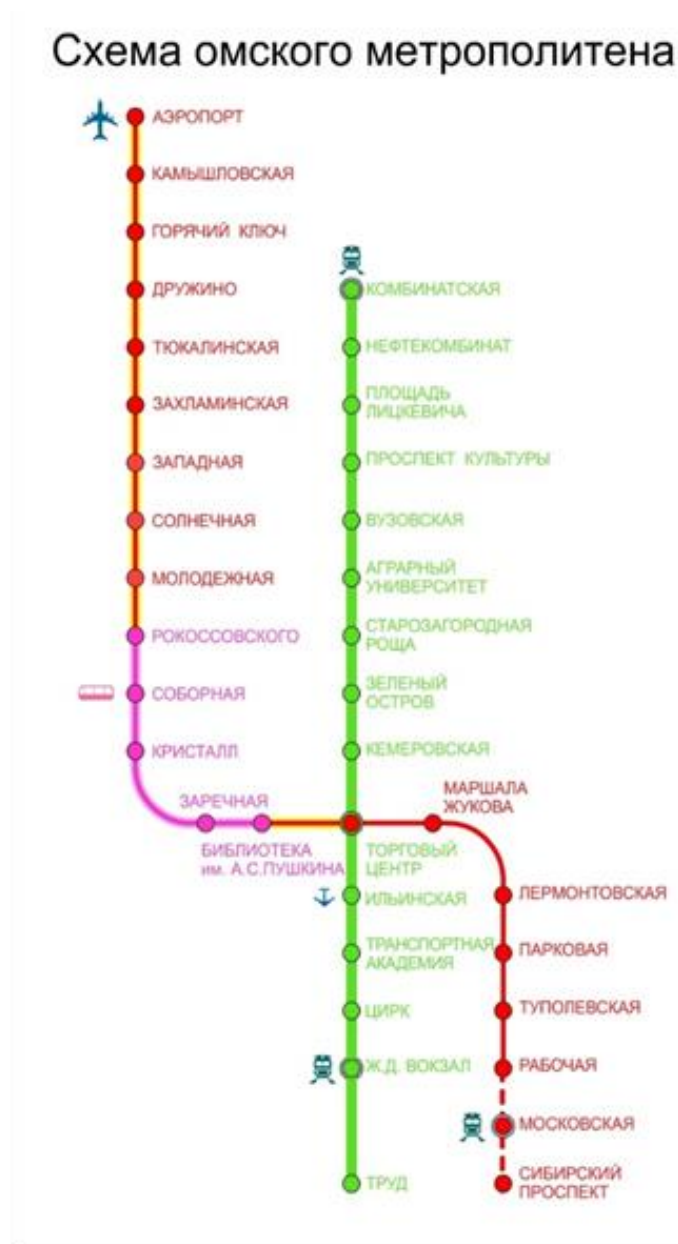 Схема омского метрополитена
АЭРОПОРТ
КАМЫШЛОВСКАЯ
ГОРЯЧИЙ КЛЮЧ
ДРУЖИНО
ТЮКАЛИНСКАЯ
ЗАХЛАМИНСКАЯ
ЗАПАДНАЯ
СОЛНЕЧНАЯ
МОЛОДЕЖНАЯ
РОКОССОВСКОГО
СОБОРНАЯ
КРИСТАЛЛ
ЗАРЕЧНАЯ
БИБЛИОТЕКА
им. А.С.ПУШКИНА
КОМБИНАТСКАЯ
НЕФТЕКОМБИНАТ
ПЛОЩАДЬ
ЛИЦКЕВИЧА
ПРОСПЕКТ КУЛЬТУРЫ
ВУЗОВСКАЯ
АГРАРНЫЙ
УНИВЕРСИТЕТ
СТАРОЗАГОРОДНАЯ
РОЩА
ЗЕЛЕНЫЙ
ОСТРОВ
КЕМЕРОВСКАЯ
ТОРГОВЫЙ
ЦЕНТР
ИЛЬИНСКАЯ
ТРАНСПОРТНАЯ
АКАДЕМИЯ
ЦИРК
Ж.Д. ВОКЗАЛ
ТРУД
МАРШАЛА
ЖУКОВА
ЛЕРМОНТОВСКАЯ
ПАРКОВАЯ
ТУПОЛЕВСКАЯ
РАБОЧАЯ
МОСКОВСКАЯ
СИБИРСКИЙ
ПРОСПЕКТ